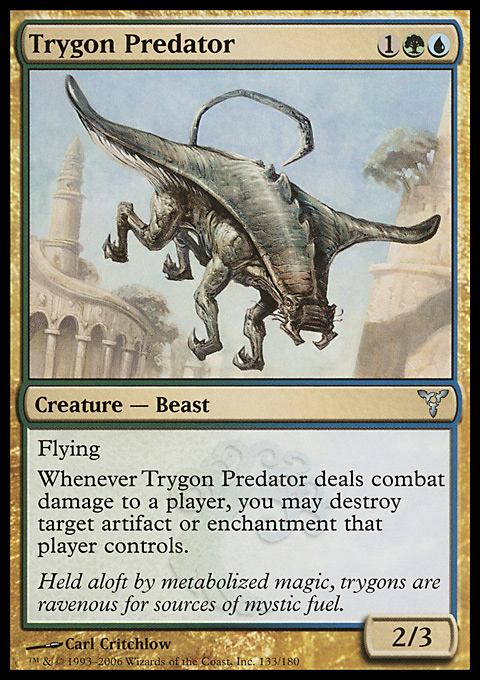 Trygon Predator 1
Creature — Beast
Flying
Whenever Trygon Predator deals combat
damage to a player, you may destroy
target artifact or enchantment that
player controls.
Held aloft by metabolized magic, trygons are
ravenous for sources of mystic fuel.
2/3
Carl Critchlow
™ & © 1993–2006 Wizards of the Coast, Inc. 133/180